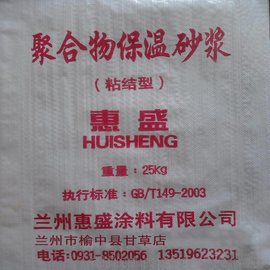 聚合物保温砂浆
（粘结型）
惠盛
HUISHENG
重量：25kg
执行标准：GB/T149-2003
兰州惠盛涂料有限公司
兰州市榆中县甘草店
电话:0931-8502056 13519623231